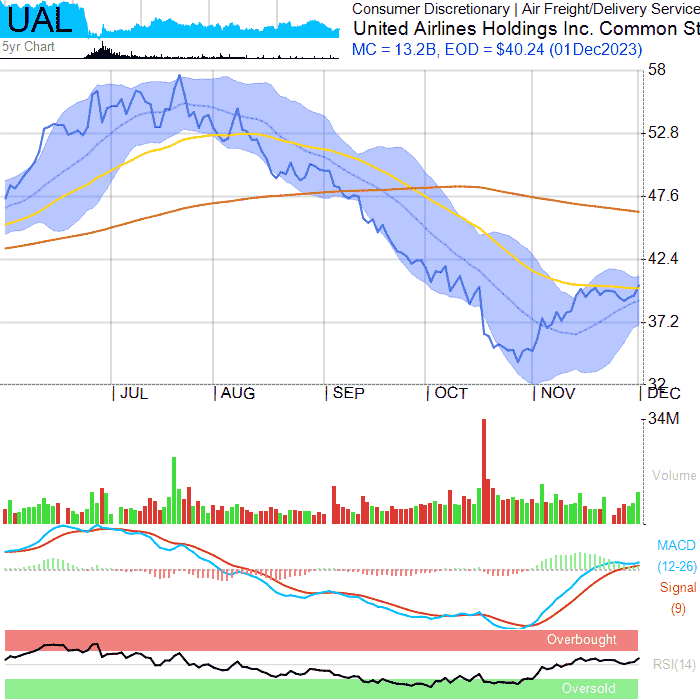 UAL
5yr Chart
Consumer Discretionary | Air Freight/Delivery Service
United Airlines Holdings Inc. Common St
MC = 13.2B, EOD = $40.24 (01Dec2023)
58
52.8
47.6
42.4
37.2
32
JUL AUG SEP OCT NOV DEC
34M
Volume
MACD
(12-26)
Signal
(9)
Overbought
RSI(14)
Oversold